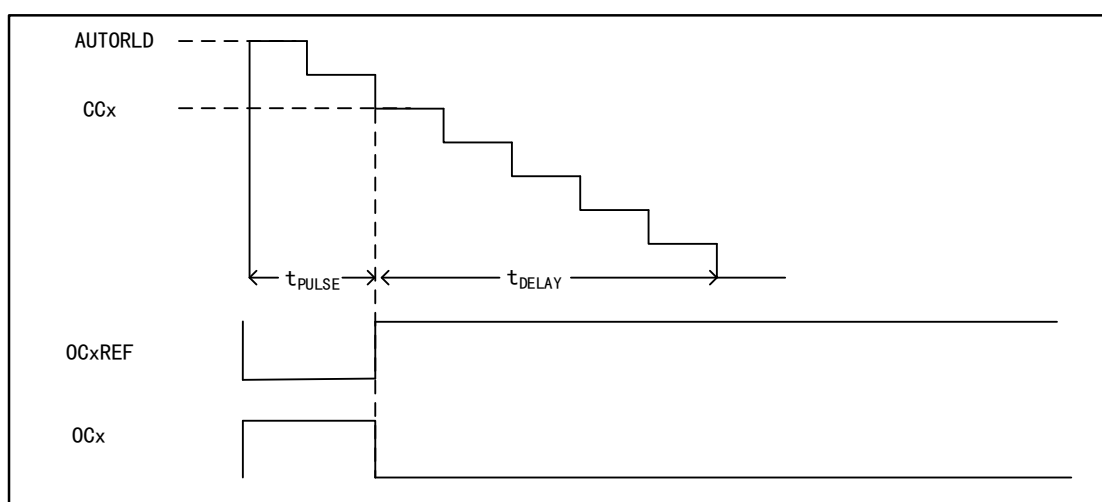 AUTORLD
CCx
tPULSE
tDELAY
OCxREF
OCx